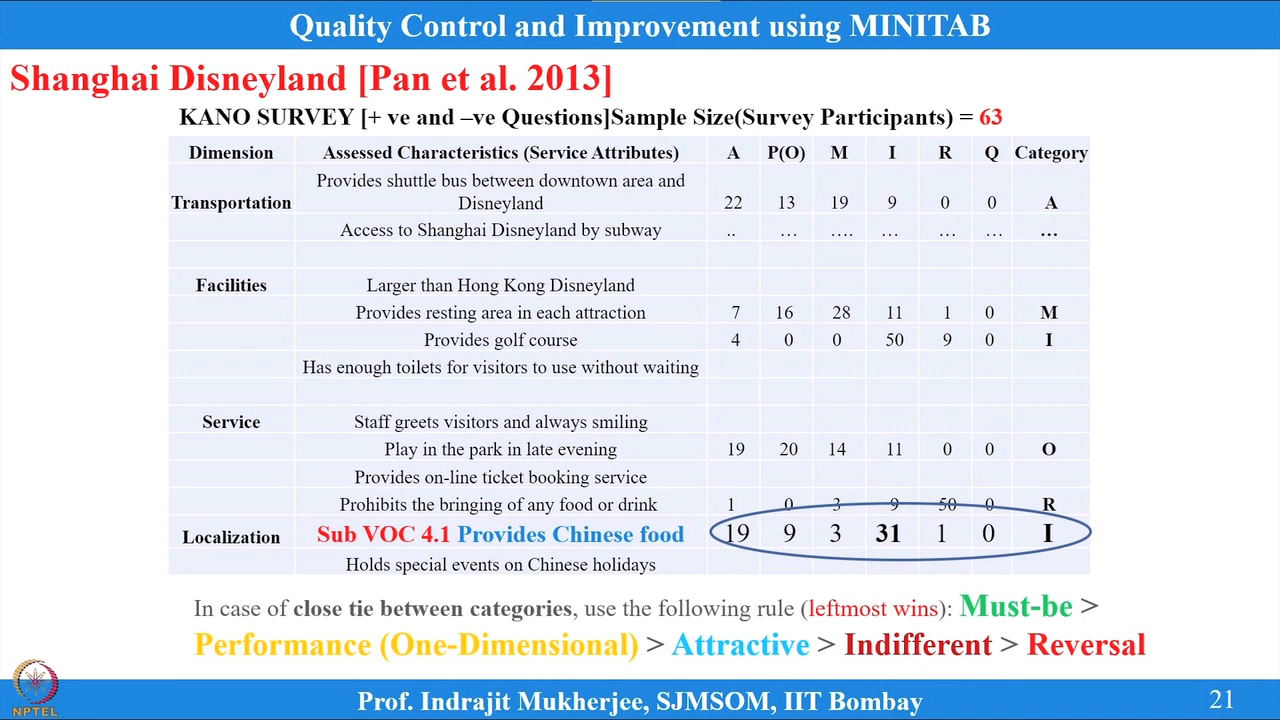 Quality Control and Improvement using MINITAB
Shanghai Disneyland [Pan et al. 2013]
KANO SURVEY [+ ve and –ve Questions]Sample Size(Survey Participants) = 63
Dimension Assessed Characteristics (Service Attributes) A P(O) M I R Q Category
Provides shuttle bus between downtown area and
Transportation Disneyland 22 13 19 9 0 0 A
Access to Shanghai Disneyland by subway .. … …. … … … …
Facilities Larger than Hong Kong Disneyland
Provides resting area in each attraction 7 16 28 11 1 0 M
Provides golf course 4 0 0 50 9 0 I
Has enough toilets for visitors to use without waiting
Service Staff greets visitors and always smiling
Play in the park in late evening 19 20 14 11 0 0 O
Provides on-line ticket booking service
Prohibits the bringing of any food or drink 1 0 3 9 50 0 R
Localization Sub VOC 4.1 Provides Chinese food 19 9 3 31 1 0 I
Holds special events on Chinese holidays
In case of close tie between categories, use the following rule (leftmost wins): Must-be >
Performance (One-Dimensional) > Attractive > Indifferent > Reversal
NPTEL
Prof. Indrajit Mukherjee, SJMSOM, IIT Bombay
21